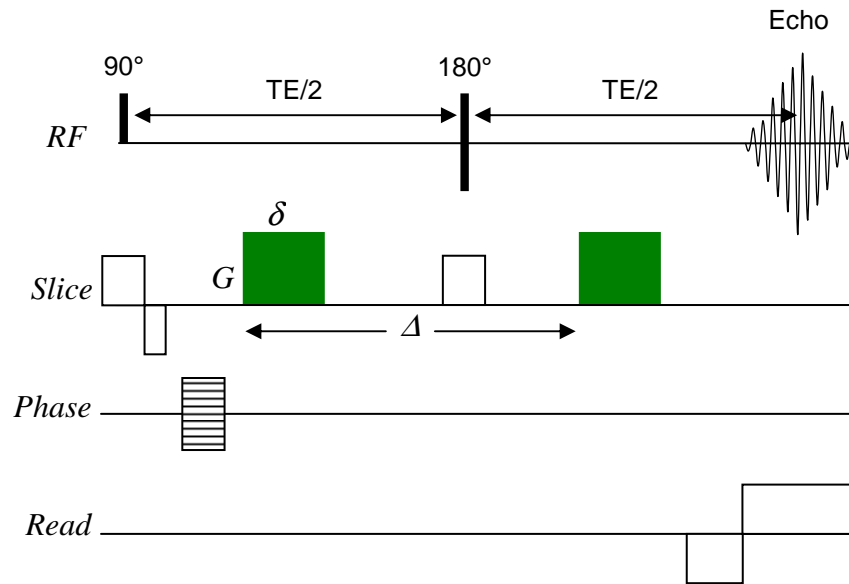 Echo
90°
180°
TE/2
TE/2
RF
δ
G
Slice
Δ
Phase
Read